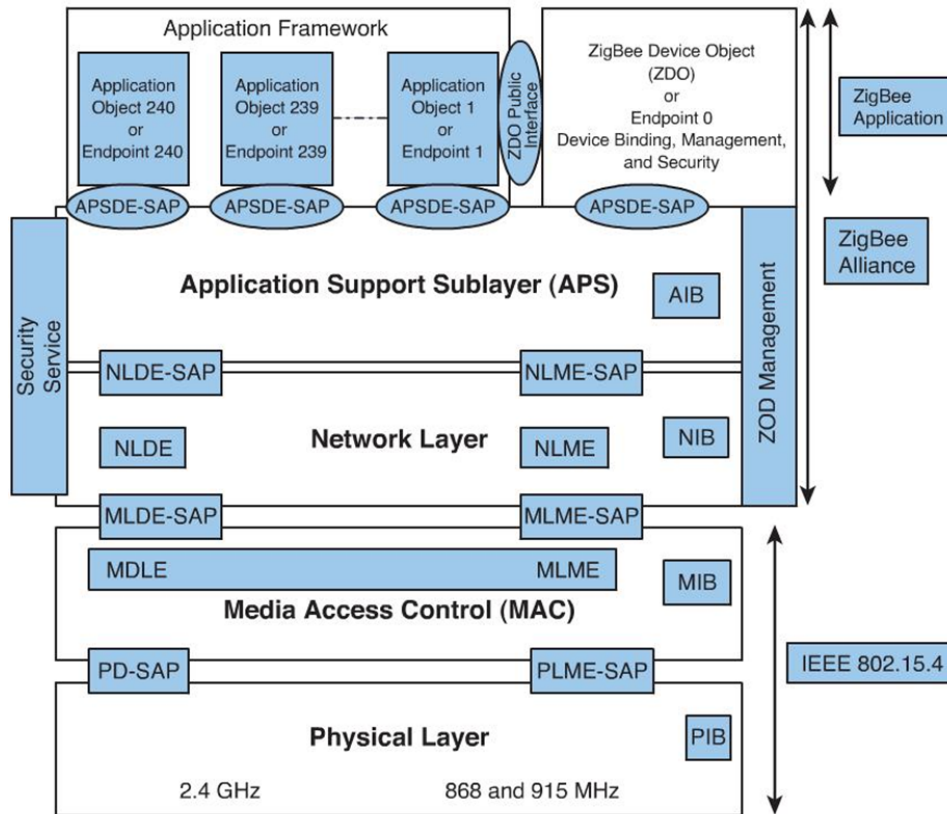 Application Framework
Application
Object 240
or
Endpoint 240
Application
Object 239
or
Endpoint 239
Application
Object 1
or
Endpoint 1
ZDO Public
Interface
ZigBee Device Object
(ZDO)
or
Endpoint 0
Device Binding, Management,
and Security
ZigBee
Application
APSDE-SAP
APSDE-SAP
APSDE-SAP
APSDE-SAP
ZigBee
Alliance
Security
Service
Application Support Sublayer (APS)
AIB
ZOD Management
NLDE-SAP
NLME-SAP
Network Layer
NLDE
NLME
NIB
MLDE-SAP
MLME-SAP
MDLE
MLME
Media Access Control (MAC)
MIB
PD-SAP
PLME-SAP
IEEE 802.15.4
Physical Layer
PIB
2.4 GHz
868 and 915 MHz